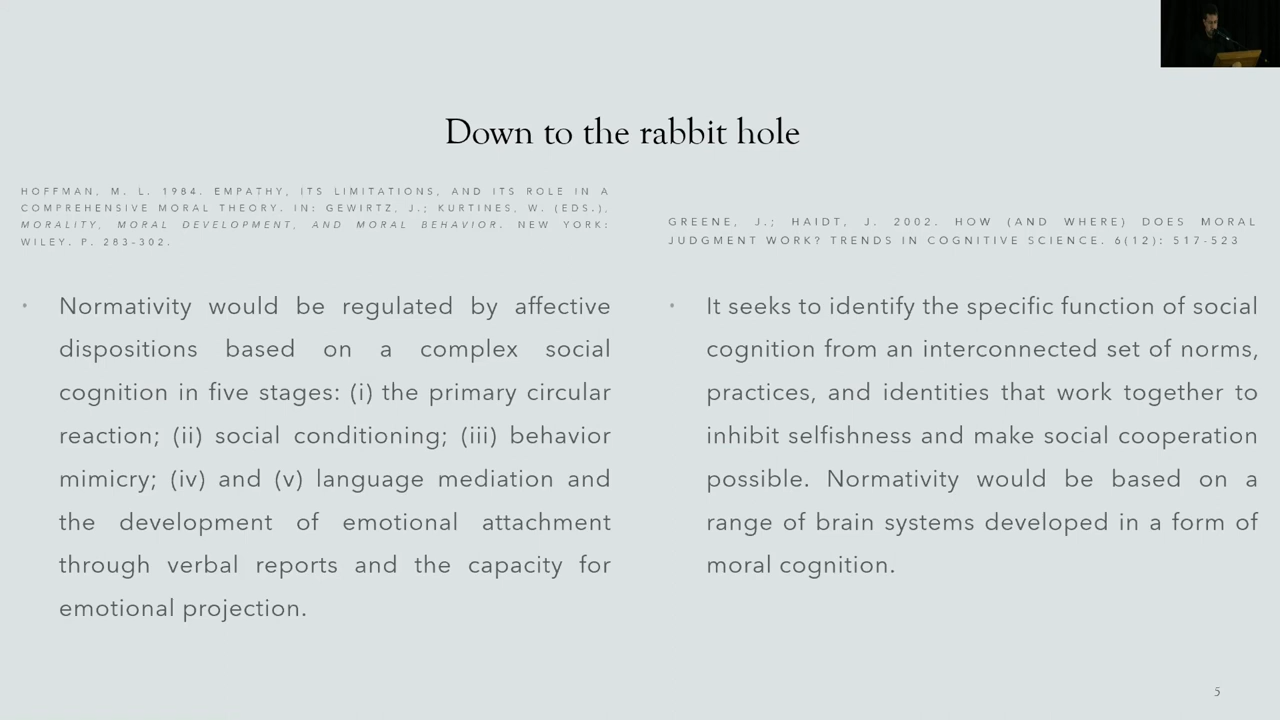 Down to the rabbit hole
HOFFMAN, M. L. 1984. EMPATHY, ITS LIMITATIONS, AND ITS ROLE IN A
COMPREHENSIVE MORAL THEORY. IN: GEWIRTZ, J.; KURTINES, W. (EDS.),
MORALITY, MORAL DEVELOPMENT, AND MORAL BEHAVIOR. NEW YORK:
WILEY. P. 283-302.
• Normativity would be regulated by affective
dispositions based on a complex social
cognition in five stages: (i) the primary circular
reaction; (ii) social conditioning; (iii) behavior
mimicry; (iv) and (v) language mediation and
the development of emotional attachment
through verbal reports and the capacity for
emotional projection.
GREENE, J.; HAIDT, J. 2002. HOW (AND WHERE) DOES MORAL
JUDGMENT WORK? TRENDS IN COGNITIVE SCIENCE. 6(12): 517-523
• It seeks to identify the specific function of social
cognition from an interconnected set of norms,
practices, and identities that work together to
inhibit selfishness and make social cooperation
possible. Normativity would be based on a
range of brain systems developed in a form of
moral cognition.
5